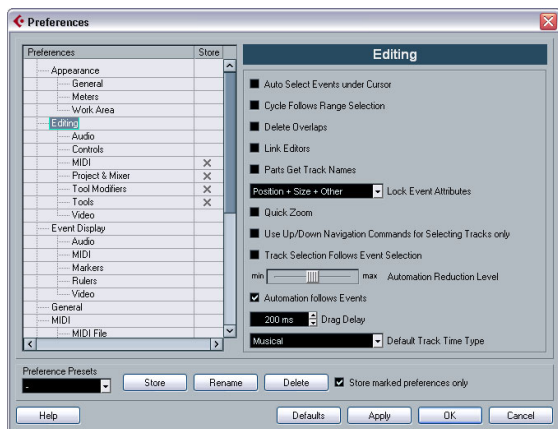 Preferences
Preferences Store
Appearance
General
Meters
Work Area
Editing
Audio
Controls
MIDI
Project & Mixer
Tool Modifiers
Tools
Video
Event Display
Audio
MIDI
Markers
Rulers
Video
General
MIDI
MIDI File
Editing
Auto Select Events under Cursor
Cycle Follows Range Selection
Delete Overlaps
Link Editors
Parts Get Track Names
Position + Size + Other Lock Event Attributes
Quick Zoom
Use Up/Down Navigation Commands for Selecting Tracks only
Track Selection Follows Event Selection
min max Automation Reduction Level
Automation follows Events
200 ms Drag Delay
Musical Default Track Time Type
Preference Presets
- Store Rename Delete Store marked preferences only
Help Defaults Apply OK Cancel